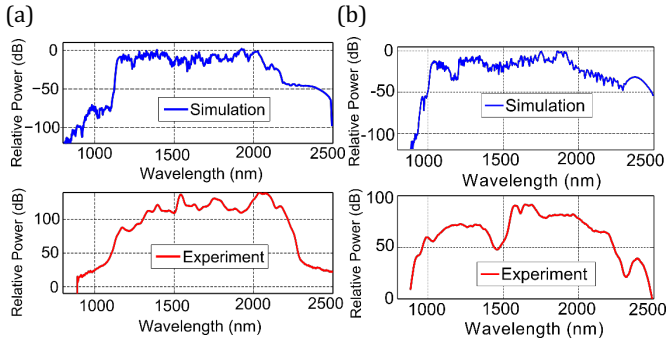 (a)
Relative Power (dB)
0
−50
−100
Simulation
1000
1500
2000
2500
Wavelength (nm)
Relative Power (dB)
100
50
0
Experiment
1000
1500
2000
2500
Wavelength (nm)
(b)
Relative Power (dB)
0
-50
-100
Simulation
1000
1500
2000
2500
Wavelength (nm)
Relative Power (dB)
100
50
0
Experiment
1000
1500
2000
2500
Wavelength (nm)